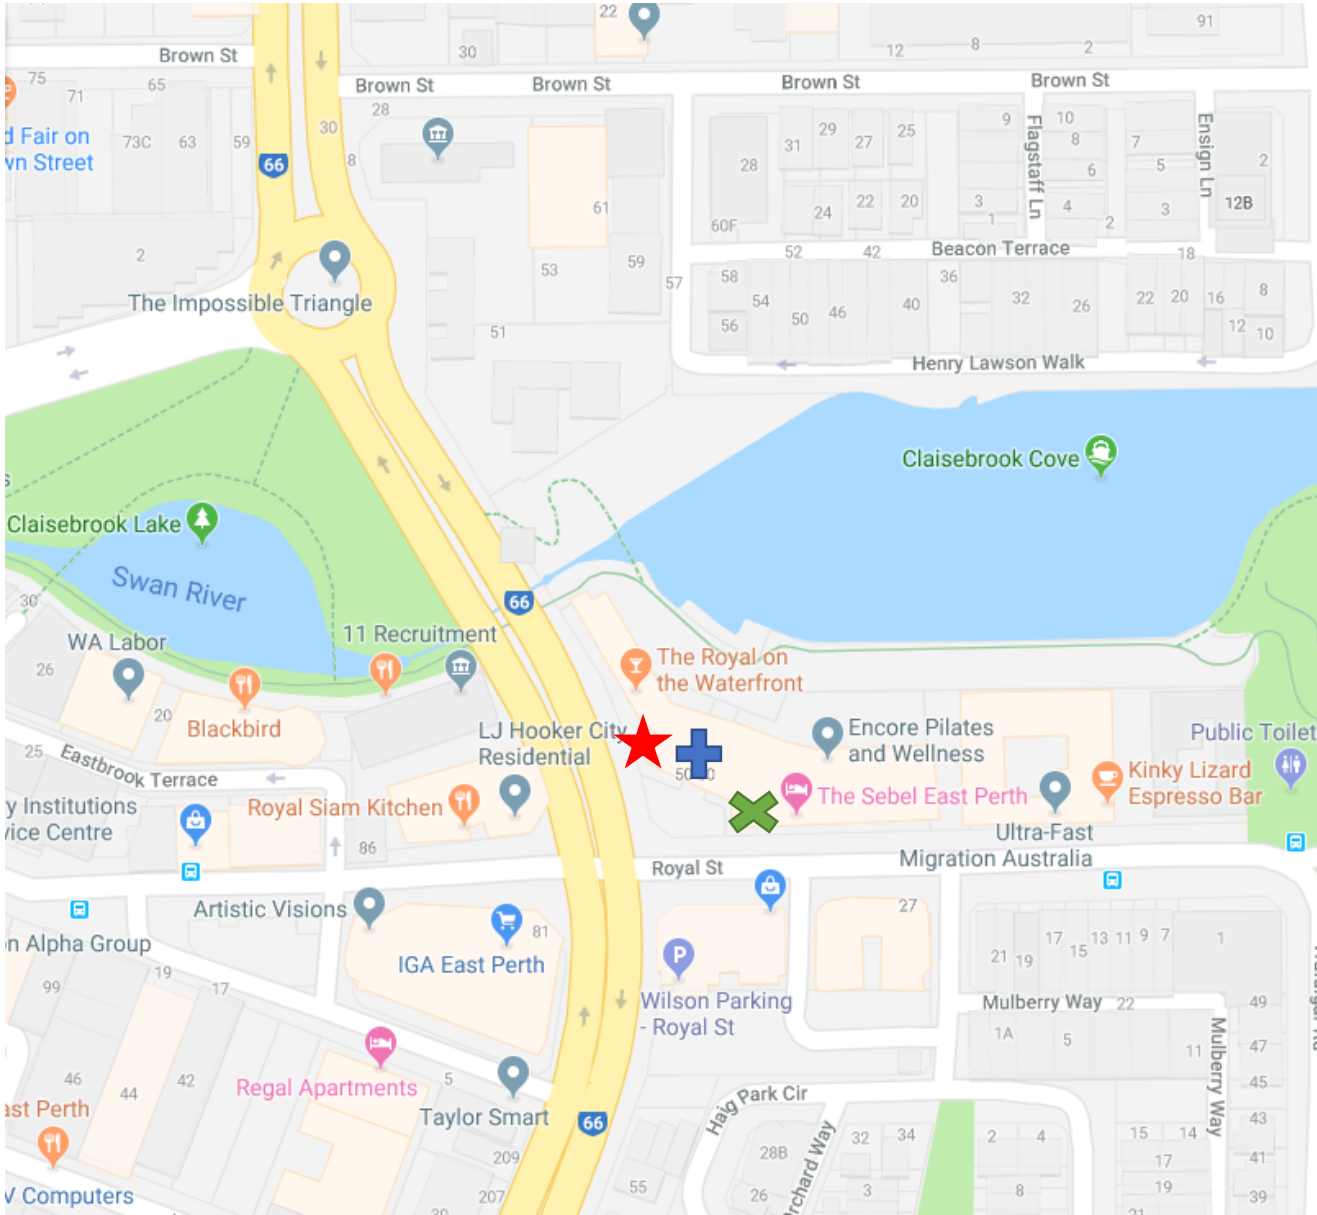 22
91
Brown St
30
12
8
2
75
71
65
Brown St
Brown St
Brown St
Brown St
28
d Fair on
wn Street
73C
63
59
30
8
66
9
Flagstaff Ln
10
8
7
5
Ensign Ln
2
31
29
27
25
28
6
61
24
22
20
3
1
4
2
3
12B
60F
52
42
Beacon Terrace
18
2
53
59
57
58
54
50
46
40
36
32
26
22
20
16
8
The Impossible Triangle
56
12
10
51
Henry Lawson Walk
Claisebrook Cove
Claisebrook Lake
Swan River
30
66
WA Labor
11 Recruitment
26
The Royal on
the Waterfront
20
Blackbird
LJ Hooker City
Residential
Encore Pilates
and Wellness
Public Toilet
25
Eastbrook Terrace
Kinky Lizard
Espresso Bar
The Sebel East Perth
y Institutions
vice Centre
Royal Siam Kitchen
86
Ultra-Fast
Migration Australia
Royal St
Artistic Visions
27
81
n Alpha Group
IGA East Perth
P
21
19
17
15
13
11
9
7
1
19
17
99
Wilson Parking
- Royal St
Mulberry Way
22
49
1A
5
11
47
Mulberry Way
46
44
42
Regal Apartments
5
45
Haig Park Cir
ast Perth
Taylor Smart
66
43
28B
32
34
2
4
15
14
209
17
41
V Computers
207
55
26
rchard Way
3
8
19
39